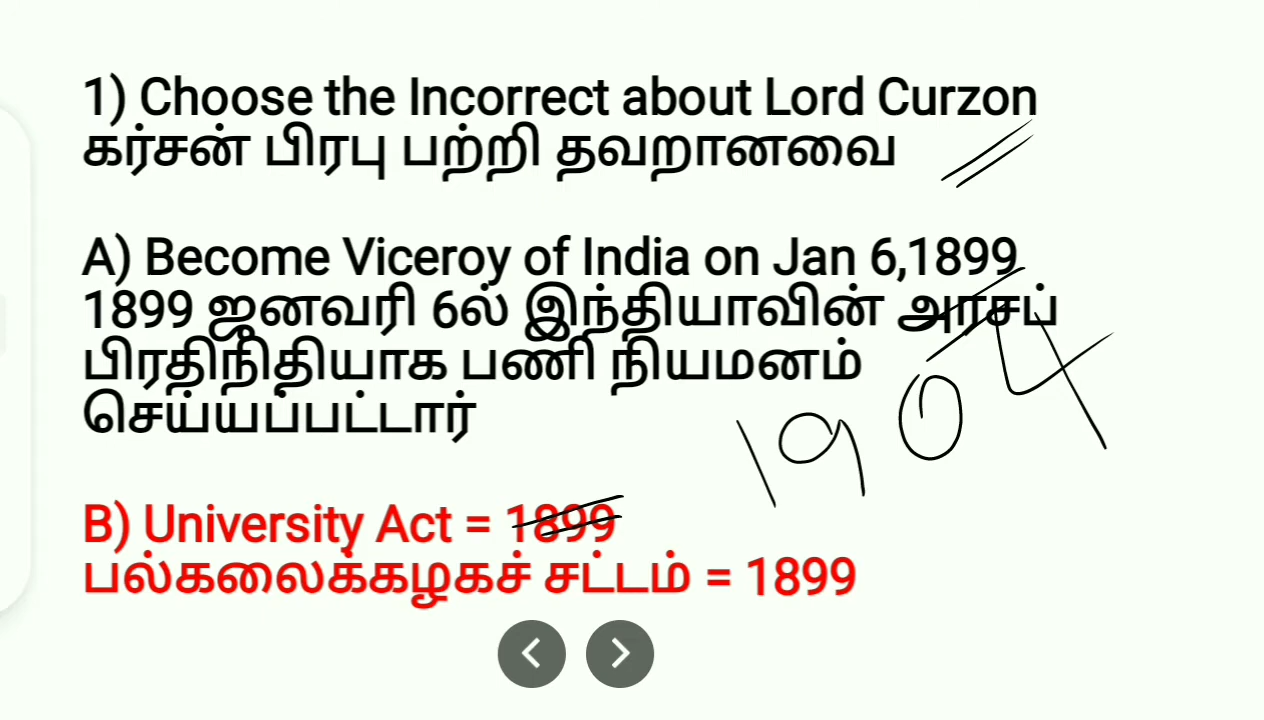 1) Choose the Incorrect about Lord Curzon
கர்சன் பிரபு பற்றி தவறானவை
A) Become Viceroy of India on Jan 6,1899
1899 ஜனவரி 6ல் இந்தியாவின் அரசப்
பிரதிநிதியாக பணி நியமனம்
செய்யப்பட்டார்
1904
B) University Act = 1899
பல்கலைக்கழகச் சட்டம் = 1899